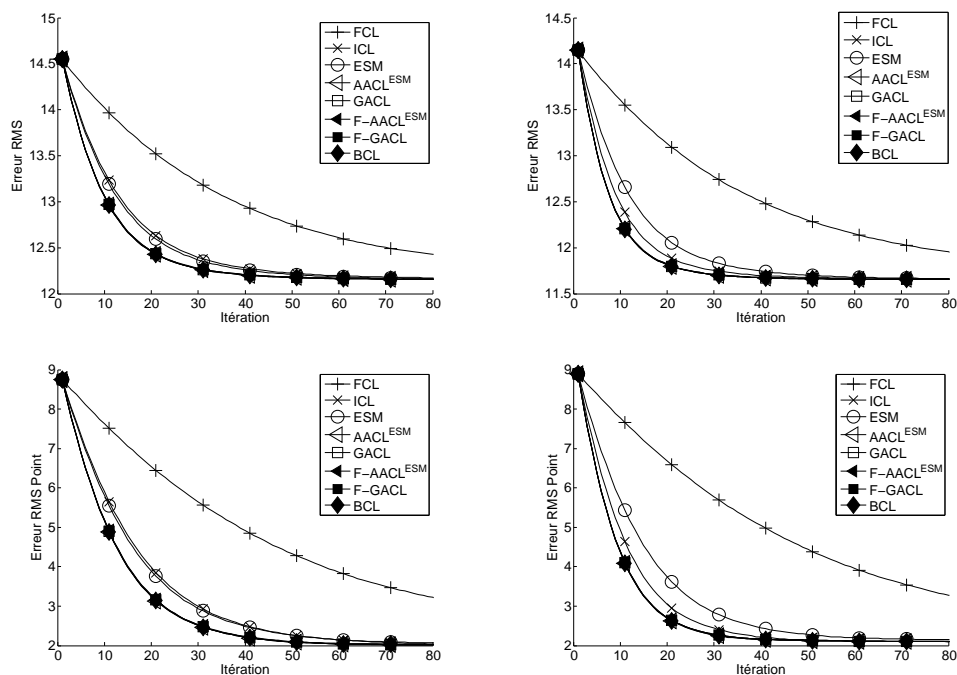 15
14.5
14
13.5
13
12.5
12
Erreur RMS
0 10 20 30 40 50 60 70 80
Itération
FCL
ICL
ESM
AACL^ESM
GACL
F−AACL^ESM
F−GACL
BCL
14.5
14
13.5
13
12.5
12
11.5
Erreur RMS
0 10 20 30 40 50 60 70 80
Itération
FCL
ICL
ESM
AACL^ESM
GACL
F−AACL^ESM
F−GACL
BCL
9
8
7
6
5
4
3
2
Erreur RMS Point
0 10 20 30 40 50 60 70 80
Itération
FCL
ICL
ESM
AACL^ESM
GACL
F−AACL^ESM
F−GACL
BCL
9
8
7
6
5
4
3
2
Erreur RMS Point
0 10 20 30 40 50 60 70 80
Itération
FCL
ICL
ESM
AACL^ESM
GACL
F−AACL^ESM
F−GACL
BCL